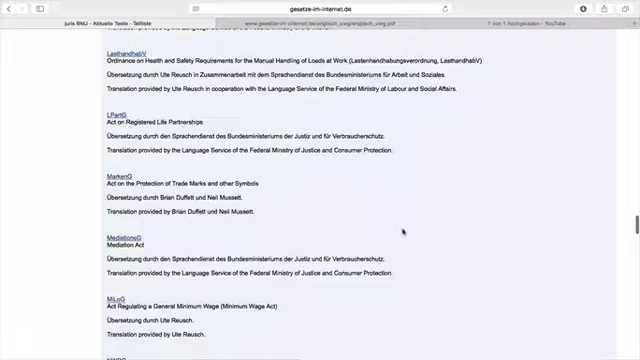 gesetze-im-internet.de
juris BMJ - Aktuelle Texte - Teilliste
www.gesetze-im-internet.de/englisch_uwg/englisch_uwg.pdf
1 von 1 Hochgeladen - YouTube
LasthandhabV
Ordinance on Health and Safety Requirements for the Manual Handling of Loads at Work (Lastenhandhabungsverordnung, LasthandhabV)
Übersetzung durch Ute Reusch in Zusammenarbeit mit dem Sprachendienst des Bundesministeriums für Arbeit und Soziales.
Translation provided by Ute Reusch in cooperation with the Language Service of the Federal Ministry of Labour and Social Affairs.
LPartG
Act on Registered Life Partnerships
Übersetzung durch den Sprachendienst des Bundesministeriums der Justiz und für Verbraucherschutz.
Translation provided by the Language Service of the Federal Ministry of Justice and Consumer Protection.
MarkenG
Act on the Protection of Trade Marks and other Symbols
Übersetzung durch Brian Duffett und Neil Mussett.
Translation provided by Brian Duffett und Neil Mussett.
MediationsG
Mediation Act
Übersetzung durch den Sprachendienst des Bundesministeriums der Justiz und für Verbraucherschutz.
Translation provided by the Language Service of the Federal Ministry of Justice and Consumer Protection.
MiLoG
Act Regulating a General Minimum Wage (Minimum Wage Act)
Übersetzung durch Ute Reusch.
Translation provided by Ute Reusch.